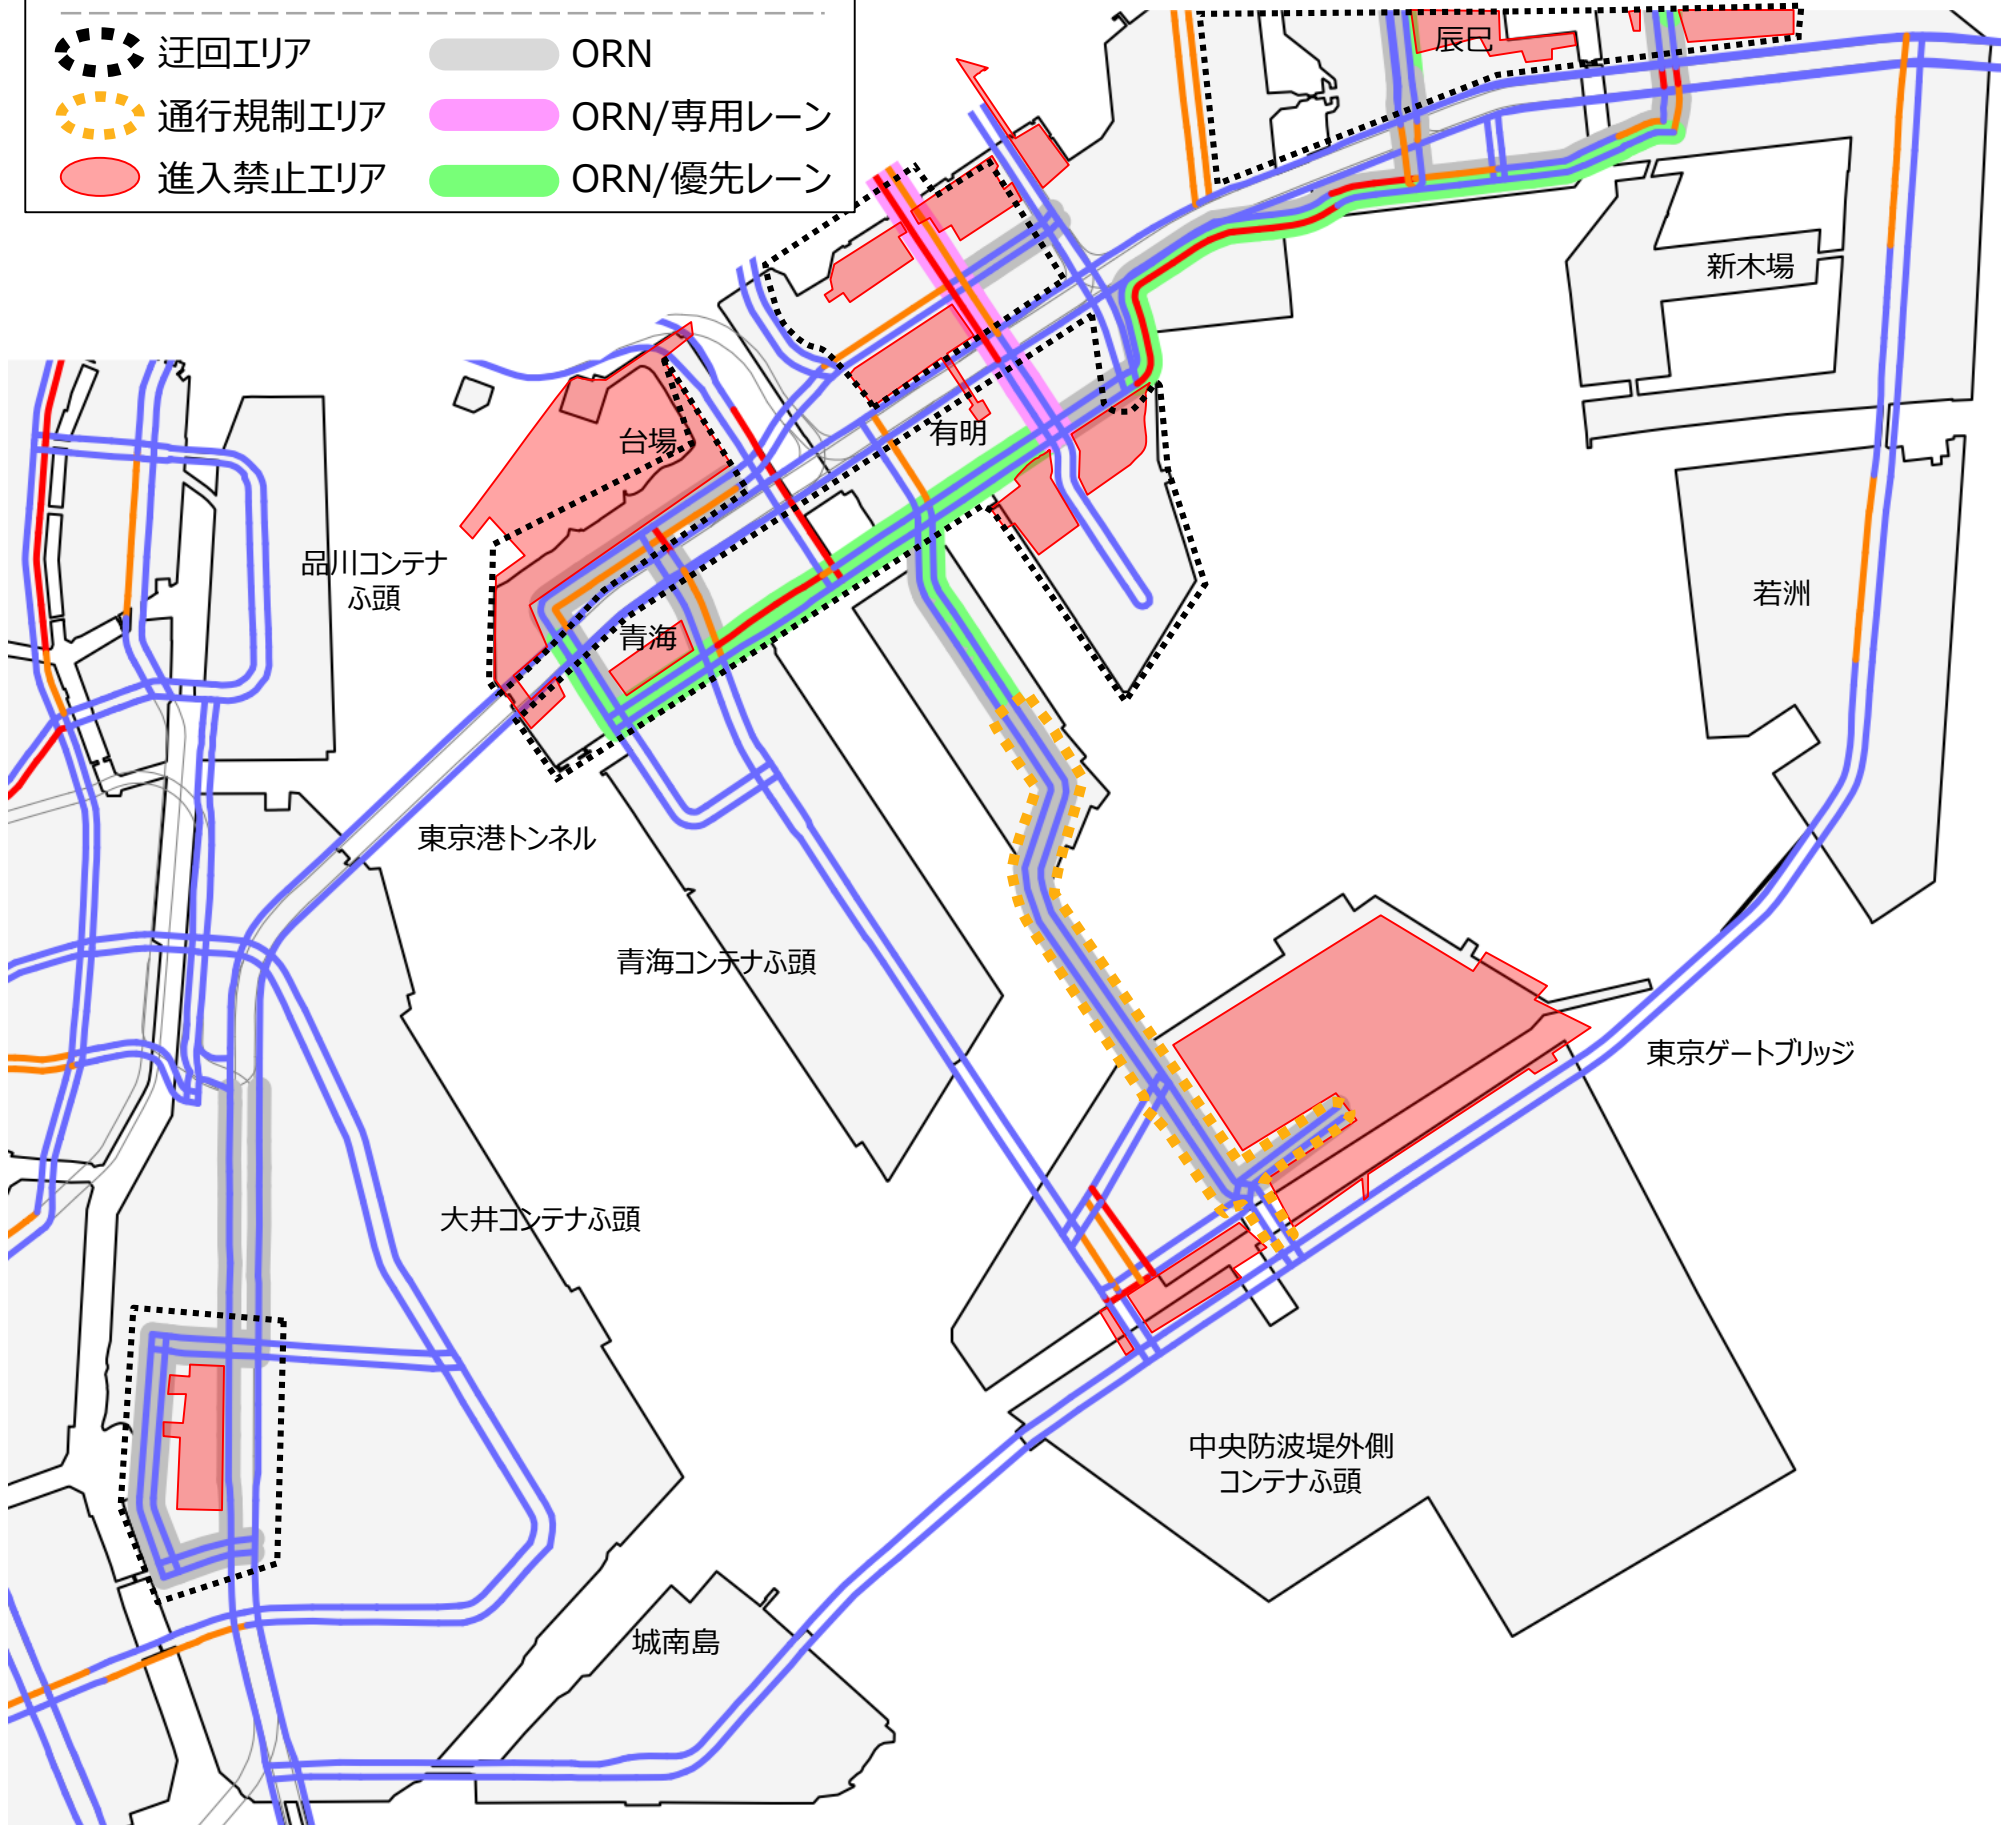 迂回エリア
ORN
通行規制エリア
ORN/専用レーン
進入禁止エリア
ORN/優先レーン
辰巳
新木場
台場
有明
品川コンテナ
ふ頭
若洲
青海
東京港トンネル
青海コンテナふ頭
東京ゲートブリッジ
大井コンテナふ頭
中央防波堤外側
コンテナふ頭
城南島